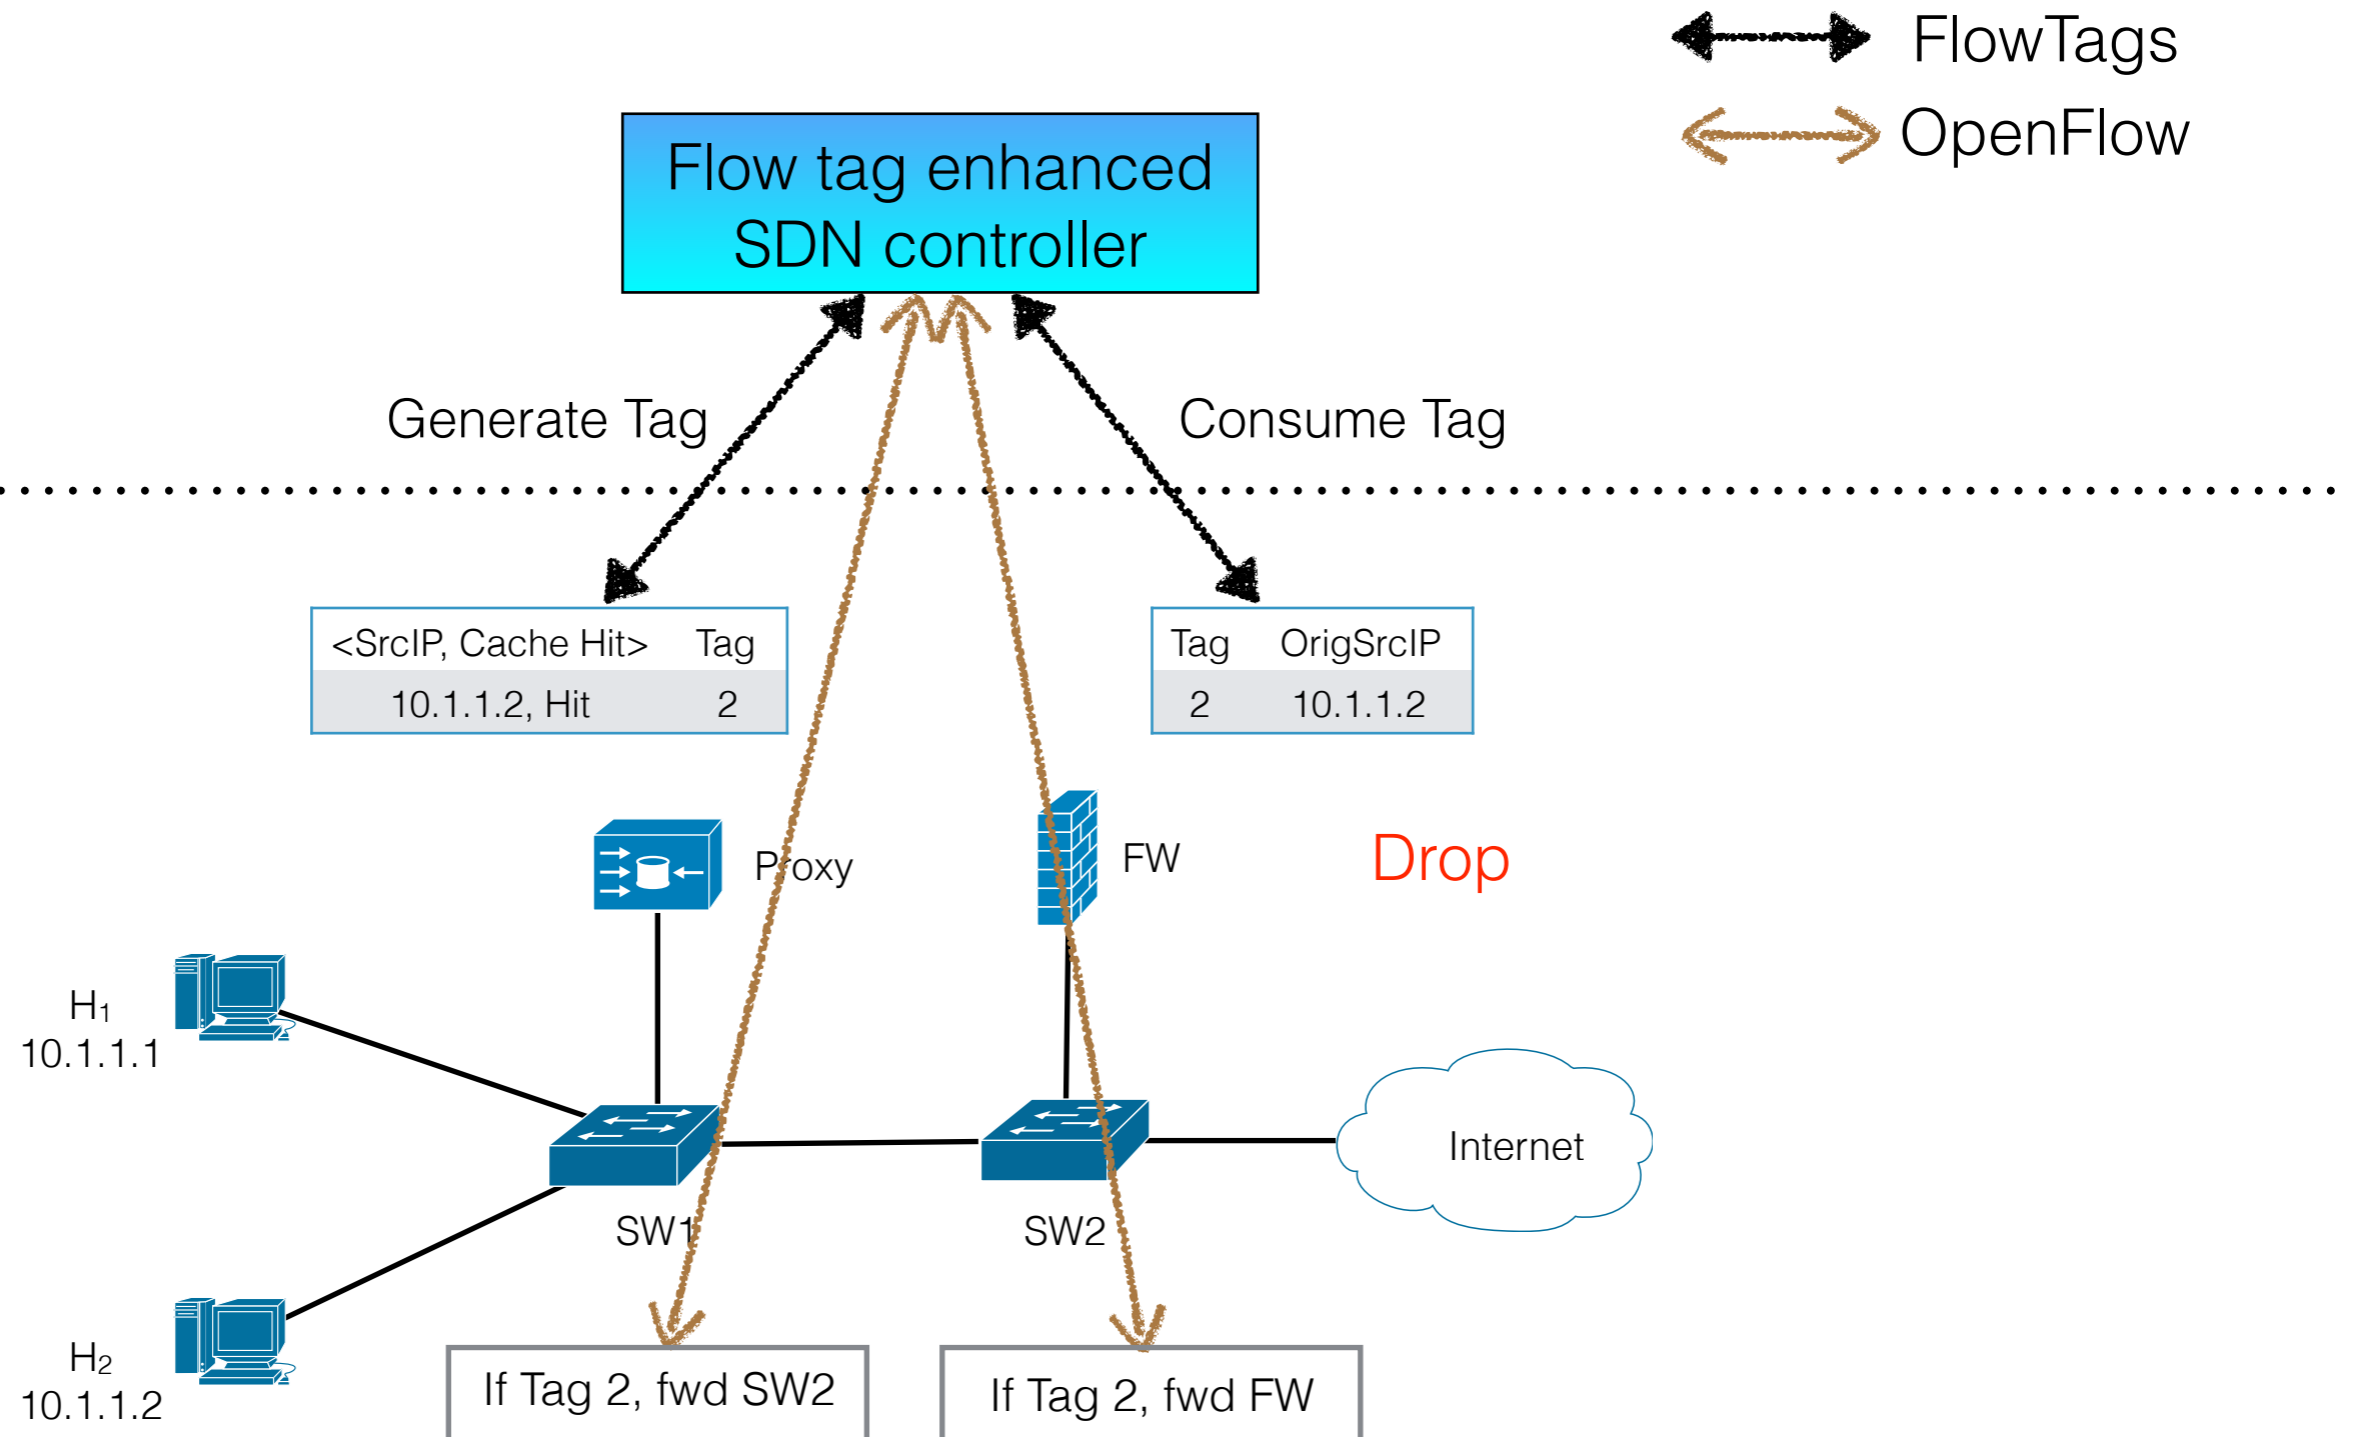 FlowTags
OpenFlow
Flow tag enhanced
SDN controller
Generate Tag
Consume Tag
<SrcIP, Cache Hit> Tag
10.1.1.2, Hit 2
Tag OrigSrcIP
2 10.1.1.2
Proxy
FW
Drop
H₁
10.1.1.1
Internet
SW1
SW2
H₂
10.1.1.2
If Tag 2, fwd SW2
If Tag 2, fwd FW